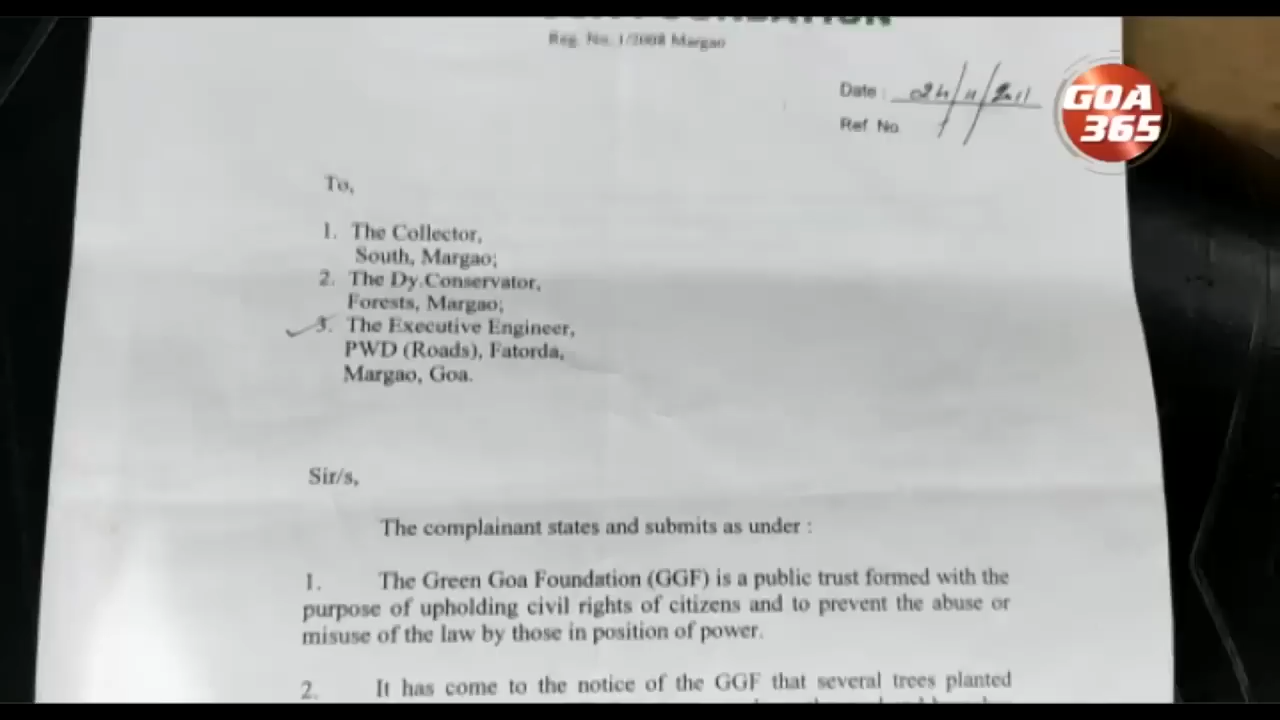 FOUNDATION
Reg. No. 1/2008 Margao
Date : 24/11/2011
Ref No.
GOA
365
To,
1. The Collector,
South, Margao;
2. The Dy.Conservator,
Forests, Margao;
3. The Executive Engineer,
PWD (Roads), Fatorda,
Margao, Goa.
Sir/s,
The complainant states and submits as under :
1. The Green Goa Foundation (GGF) is a public trust formed with the
purpose of upholding civil rights of citizens and to prevent the abuse or
misuse of the law by those in position of power.
2. It has come to the notice of the GGF that several trees planted